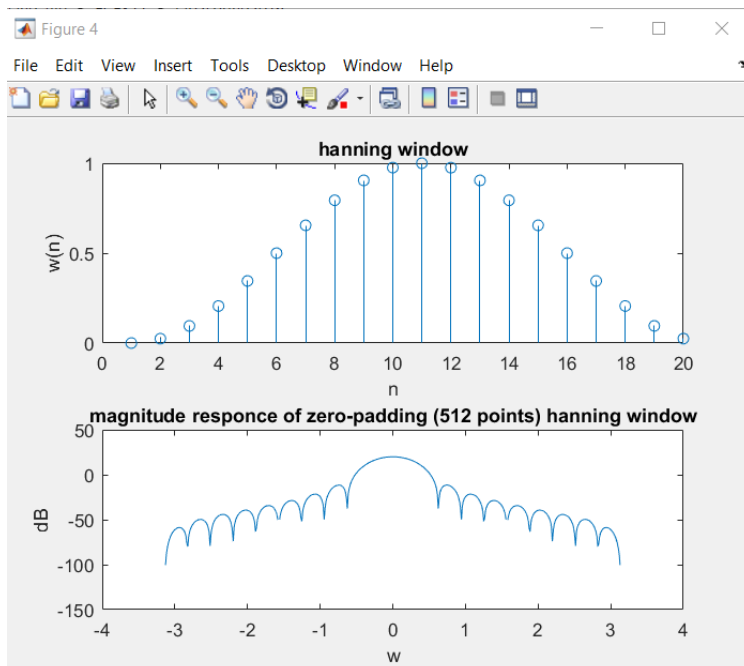 Figure 4
File Edit View Insert Tools Desktop Window Help
hanning window
1
0.5
0
w(n)
0 2 4 6 8 10 12 14 16 18 20
n
magnitude responce of zero-padding (512 points) hanning window
50
0
-50
-100
-150
dB
-4 -3 -2 -1 0 1 2 3 4
w